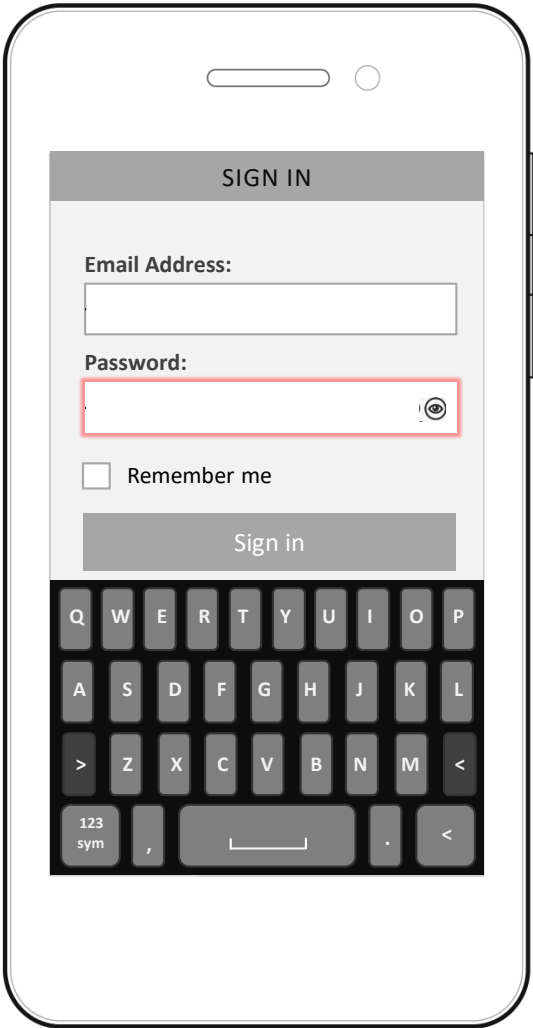 SIGN IN
Email Address:
Password:
Remember me
Sign in
Q W E R T Y U I O P
A S D F G H J K L
> Z X C V B N M <
123
sym , . <